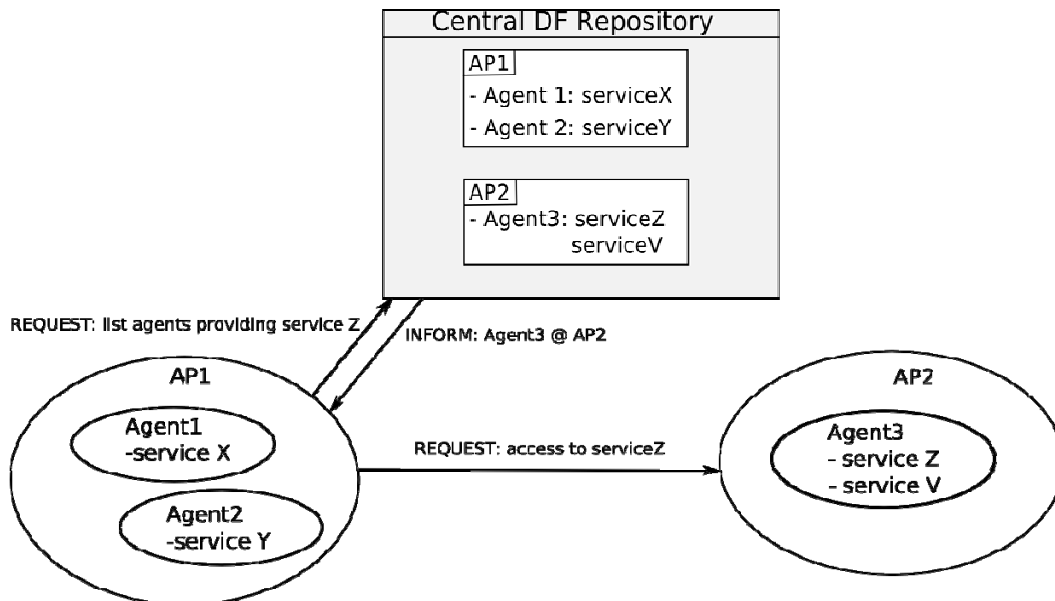 Central DF Repository
AP1
- Agent 1: serviceX
- Agent 2: serviceY
AP2
- Agent3: serviceZ
serviceV
REQUEST: list agents providing service Z
INFORM: Agent3 @ AP2
AP1
Agent1
-service X
Agent2
-service Y
REQUEST: access to serviceZ
AP2
Agent3
- service Z
- service V